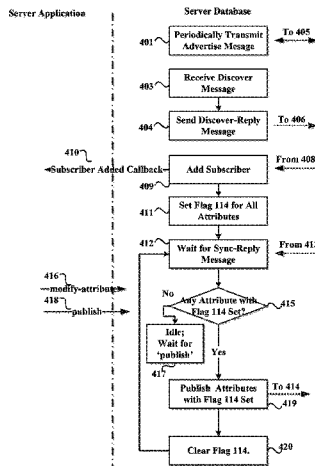 Server Application
Server Database
401
Periodically Transmit
Advertise Mesage
To 405
403
Receive Discover
Message
404
Send Discover-Reply
Message
To 406
410
Subscriber Added Callback
409
Add Subscriber
From 408
411
Set Flag 114 for All
Attributes
412
Wait for Sync-Reply
Message
From 413
416
modify-attributes
418
publish
No
Any Attribute with
Flag 114 Set?
415
Idle;
Wait for
'publish'
417
Yes
Publish Attributes
with Flag 114 Set
To 414
419
Clear Flag 114.
420